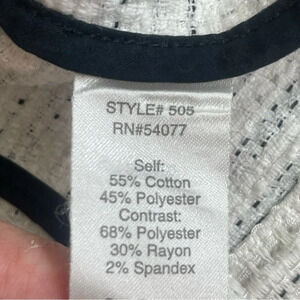 STYLE# 505
RN#54077
Self:
55% Cotton
45% Polyester
Contrast:
68% Polyester
30% Rayon
2% Spandex